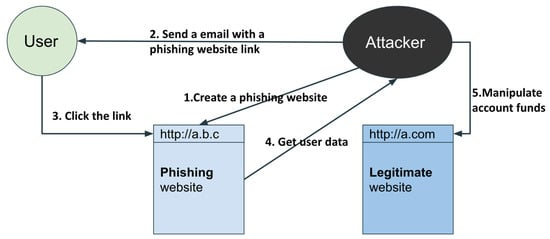 User
2. Send a email with a
phishing website link
Attacker
1.Create a phishing website
5.Manipulate
account funds
3. Click the link
http://a.b.c
4. Get user data
http://a.com
Phishing
website
Legitimate
website